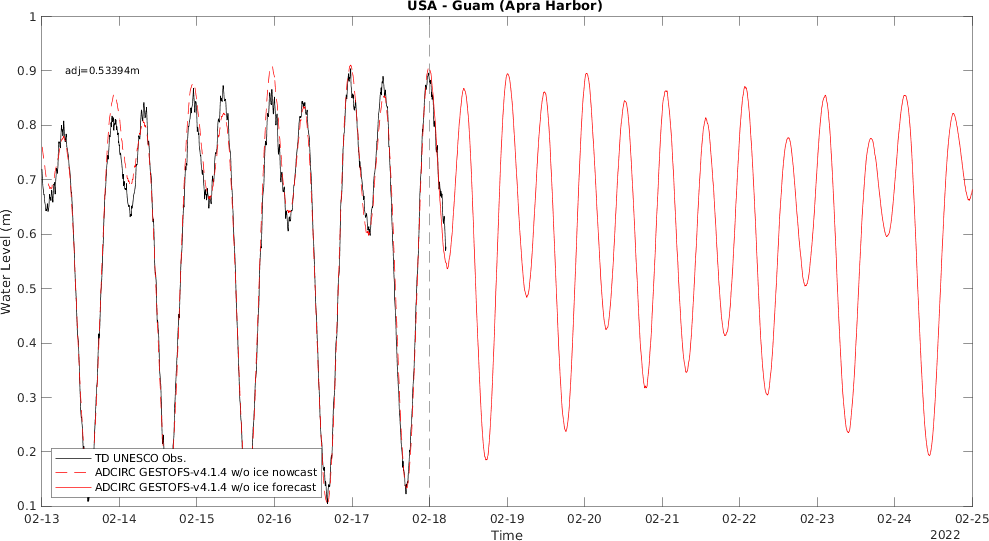 USA - Guam (Apra Harbor)
adj=0.53394m
1
0.9
0.8
0.7
0.6
0.5
0.4
0.3
0.2
0.1
Water Level (m)
TD UNESCO Obs.
ADCIRC GESTOFS-v4.1.4 w/o ice nowcast
ADCIRC GESTOFS-v4.1.4 w/o ice forecast
02-13 02-14 02-15 02-16 02-17 02-18 02-19 02-20 02-21 02-22 02-23 02-24 02-25
Time
2022